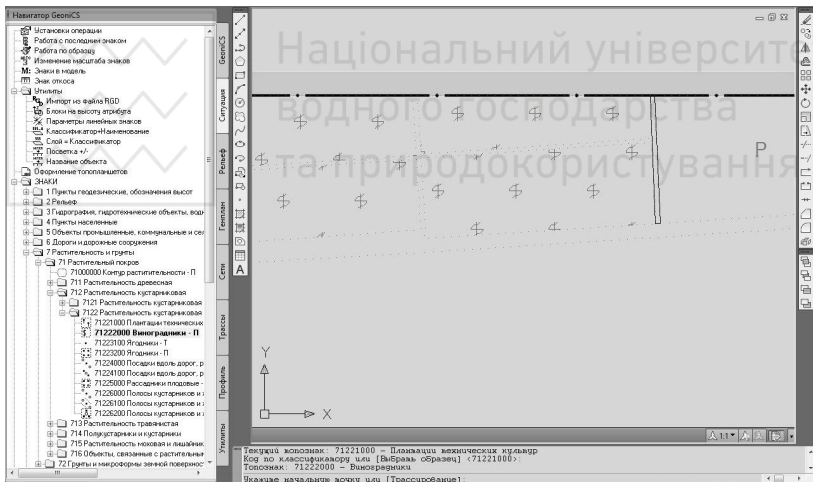 Навигатор GeoniCS
Установки операции
Работа с последним знаком
Работа по образцу
Изменение масштаба знаков
M: Знаки в модель
Знак откоса
Утилиты
Импорт из файла RGD
Блоки на высоту атрибута
Параметры линейных знаков
Классификатор+Наименование
Слой = Классификатор
Посветка +/-
Название объекта
Оформление топопланшетов
ЗНАКИ
1 Пункты геодезические, обозначения высот
2 Рельеф
3 Гидрография, гидротехнические объекты, водн
4 Пункты населенные
5 Объекты промышленные, коммунальные и сел
6 Дороги и дорожные сооружения
7 Растительность и грунты
71 Растительный покров
71000000 Контур раститительности - П
711 Растительность древесная
712 Растительность кустарниковая
7121 Растительность кустарниковая
7122 Растительность кустарниковая
71221000 Плантации технических
71222000 Виноградники - П
71223100 Ягодники - Т
71223200 Ягодники - П
71224000 Посадки вдоль дорог, р
71224100 Посадки вдоль дорог, р
71225000 Рассадники плодовые -
71226000 Полосы кустарников и ж
71226100 Полосы кустарников и ж
71226200 Полосы кустарников и ж
713 Растительность травянистая
714 Полукустарники и кустарнички
715 Растительность моховая и лишайник
716 Объекты, связанные с растительным
72 Грунты и микроформы земной поверхнос
GeoniCS
Ситуация
Рельеф
Генплан
Сети
Трассы
Профиль
Утилиты
A
Національний університе
водного господарства
та природокористування
P
Y
X
1:1
Текущий топознак: 71221000 - Плантации технических культур
Код по классификатору или [Выбрать образец] <71221000>:
Топознак: 71222000 - Виноградники
Укажите начальную точку или [Трассирование]: